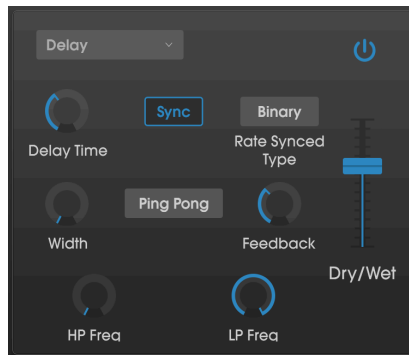 Delay
Sync
Binary
Delay Time
Rate Synced
Type
Ping Pong
Width
Feedback
Dry/Wet
HP Freq
LP Freq